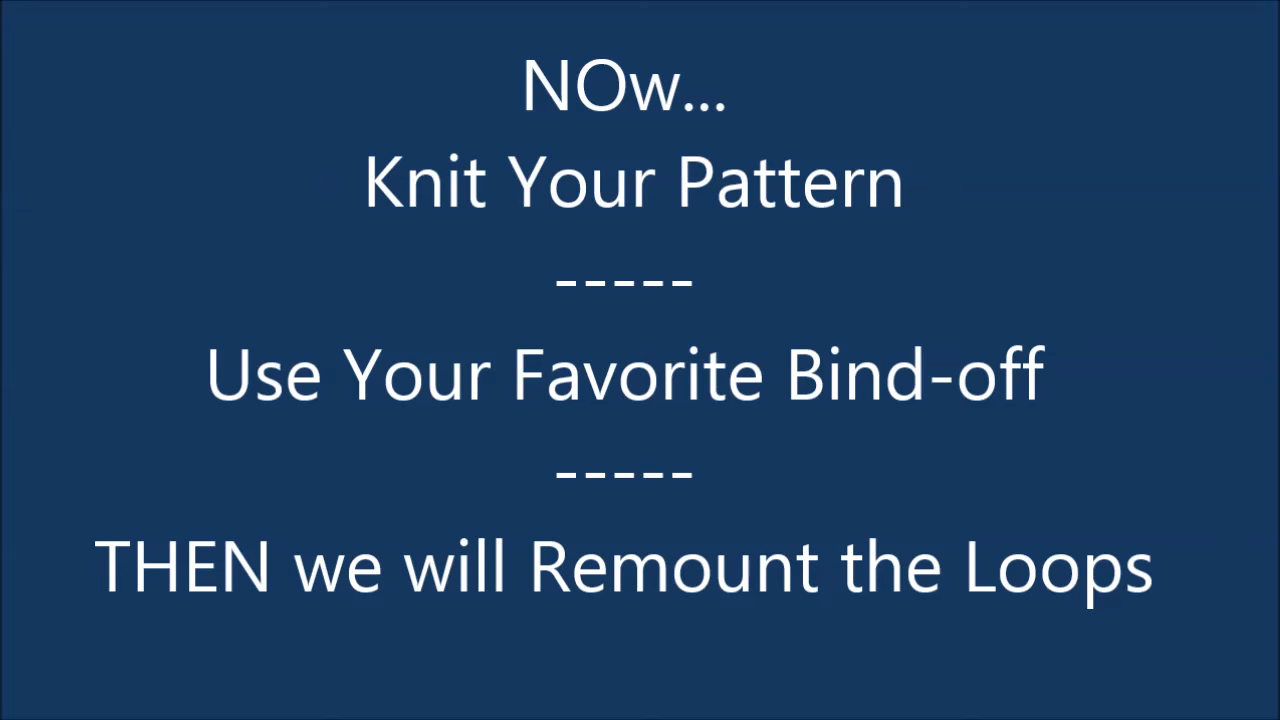 NOw...
Knit Your Pattern
-----
Use Your Favorite Bind-off
-----
THEN we will Remount the Loops